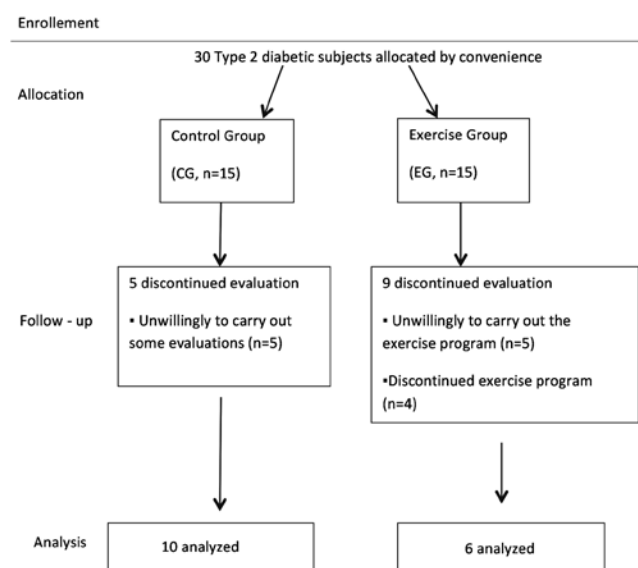 Enrollement
30 Type 2 diabetic subjects allocated by convenience
Allocation
Control Group
(CG, n=15)
Exercise Group
(EG, n=15)
Follow - up
5 discontinued evaluation
▪ Unwillingly to carry out
some evaluations (n=5)
9 discontinued evaluation
▪ Unwillingly to carry out the
exercise program (n=5)
▪Discontinued exercise program
(n=4)
Analysis
10 analyzed
6 analyzed